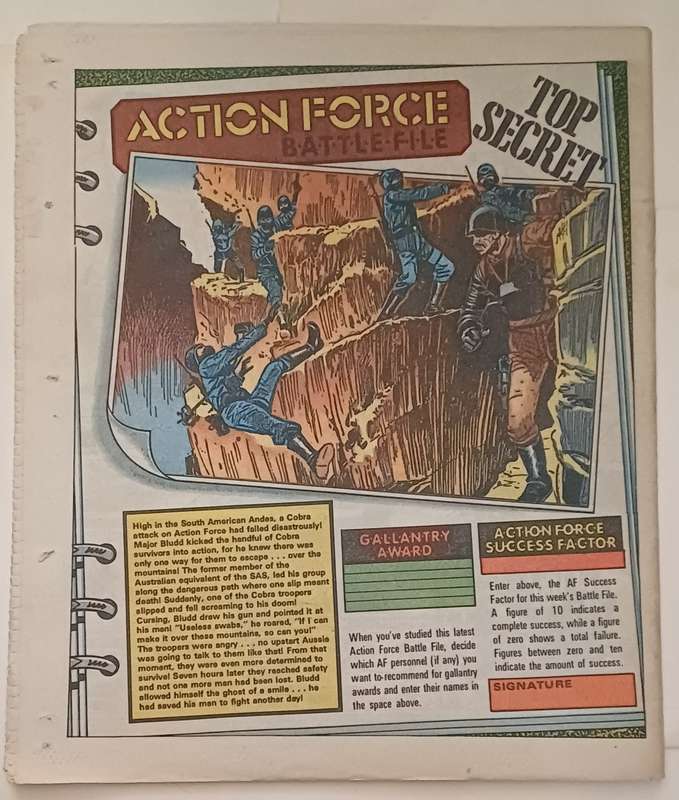 ACTION FORCE
BATTLE-FILE
TOP
SECRET
High in the South American Andes, a Cobra
attack on Action Force had failed disastrously!
Major Bludd kicked the handful of Cobra
survivors into action, for he knew there was
only one way for them to escape . . . over the
mountains! The former member of the
Australian equivalent of the SAS, led his group
along the dangerous path where one slip meant
death! Suddenly, one of the Cobra troopers
slipped and fell screaming to his doom!
Cursing, Bludd drew his gun and pointed it at
his men! "Useless swabs," he roared, "If I can
make it over these mountains, so can you!"
The troopers were angry . . . no upstart Aussie
was going to talk to them like that! From that
moment, they were even more determined to
survive! Seven hours later they reached safety
and not one more man had been lost. Bludd
allowed himself the ghost of a smile . . . he
had saved his men to fight another day!
GALLANTRY
AWARD
When you've studied this latest
Action Force Battle File, decide
which AF personnel (if any) you
want to recommend for gallantry
awards and enter their names in
the space above.
ACTION FORCE
SUCCESS FACTOR
Enter above, the AF Success
Factor for this week's Battle File.
A figure of 10 indicates a
complete success, while a figure
of zero shows a total failure.
Figures between zero and ten
indicate the amount of success.
SIGNATURE